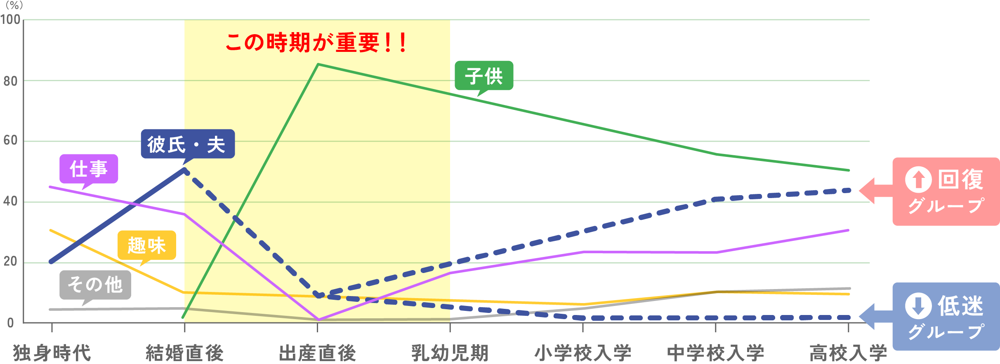 (%)
100
80
60
40
20
0
この時期が重要！！
子供
彼氏・夫
仕事
趣味
その他
回復
グループ
低迷
グループ
独身時代
結婚直後
出産直後
乳幼児期
小学校入学
中学校入学
高校入学